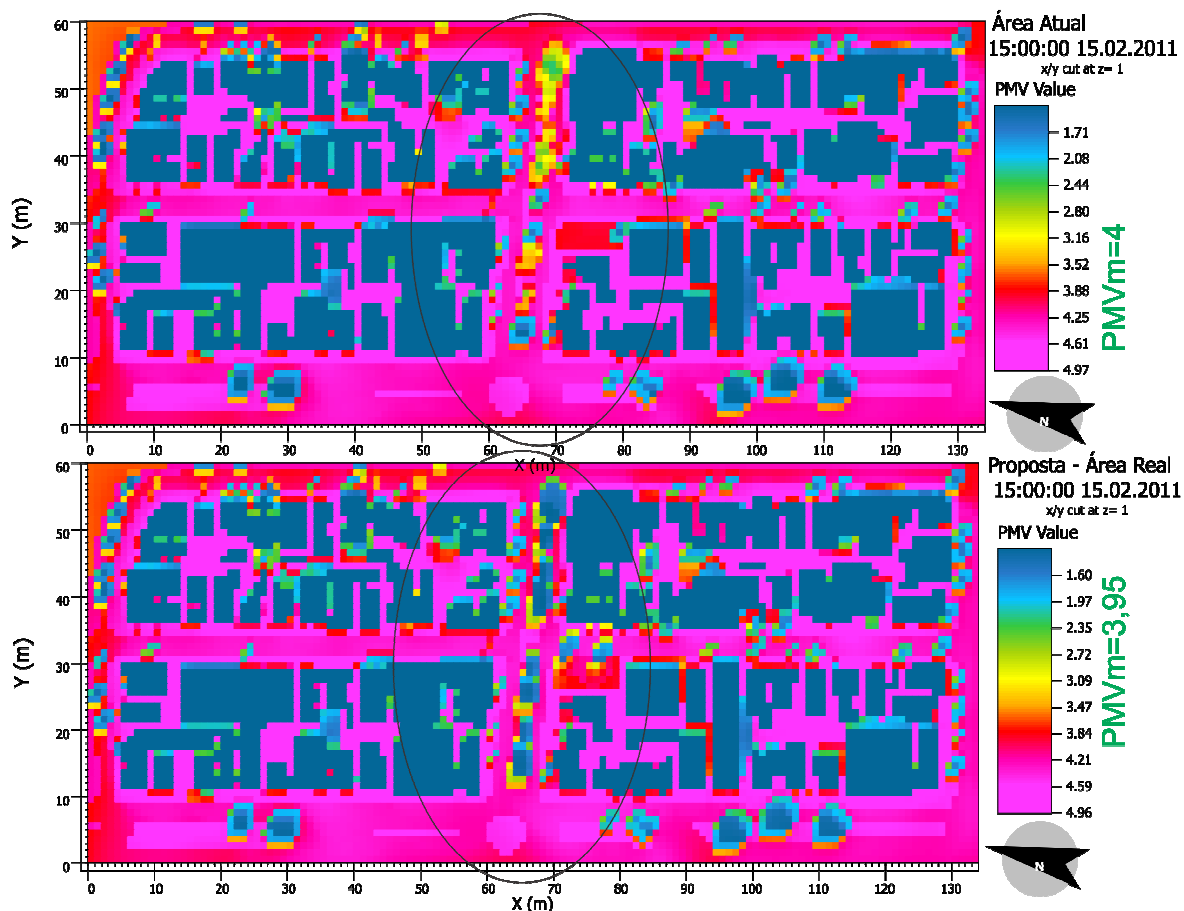 Área Atual
15:00:00 15.02.2011
x/y cut at z= 1
PMV Value
1.71
2.08
2.44
2.80
3.16
3.52
3.88
4.25
4.61
4.97
PMVm=4
N
Y (m)
60
50
40
30
20
10
0
0 10 20 30 40 50 60 70 80 90 100 110 120 130
X (m)
Proposta - Área Real
15:00:00 15.02.2011
x/y cut at z= 1
PMV Value
1.60
1.97
2.35
2.72
3.09
3.47
3.84
4.21
4.59
4.96
PMVm=3,95
N
Y (m)
60
50
40
30
20
10
0
0 10 20 30 40 50 60 70 80 90 100 110 120 130
X (m)